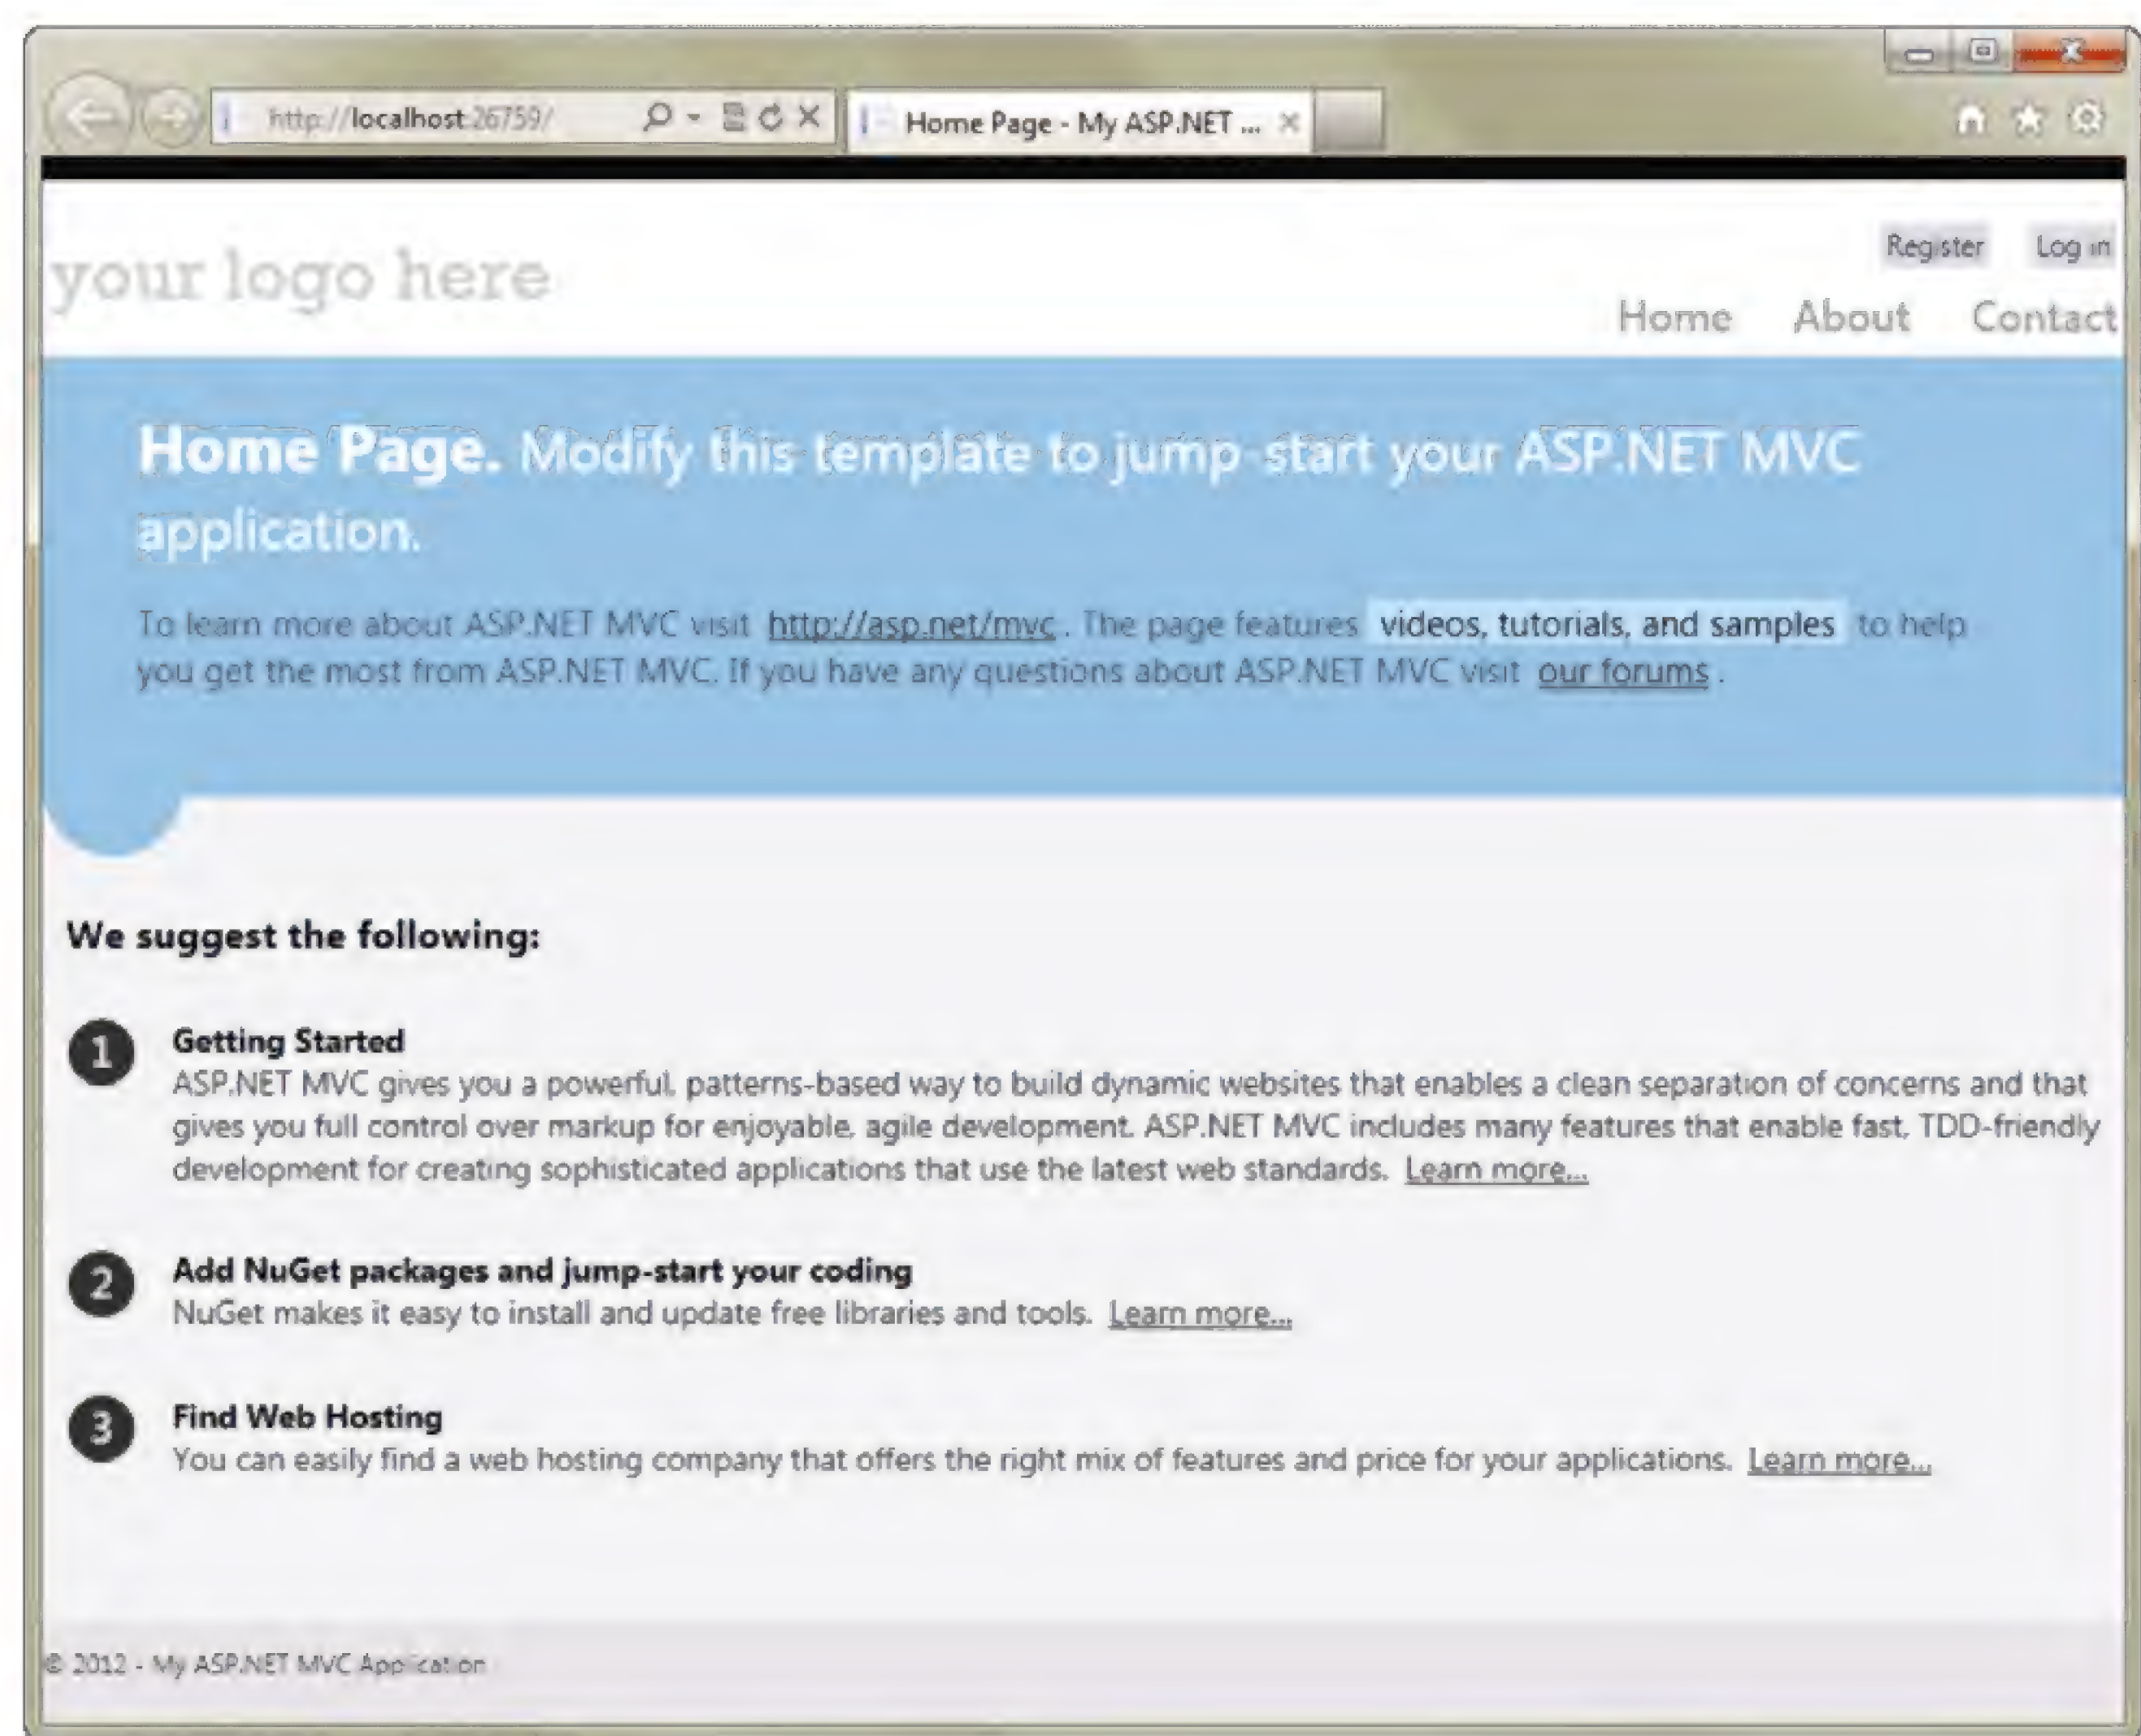 http://localhost:26759/
Home Page - My ASP.NET ...
your logo here
Register Log in
Home About Contact
Home Page. Modify this template to jump-start your ASP.NET MVC
application.
To learn more about ASP.NET MVC visit http://asp.net/mvc. The page features videos, tutorials, and samples to help
you get the most from ASP.NET MVC. If you have any questions about ASP.NET MVC visit our forums.
We suggest the following:
1 Getting Started
ASP.NET MVC gives you a powerful, patterns-based way to build dynamic websites that enables a clean separation of concerns and that
gives you full control over markup for enjoyable, agile development. ASP.NET MVC includes many features that enable fast, TDD-friendly
development for creating sophisticated applications that use the latest web standards. Learn more...
2 Add NuGet packages and jump-start your coding
NuGet makes it easy to install and update free libraries and tools. Learn more...
3 Find Web Hosting
You can easily find a web hosting company that offers the right mix of features and price for your applications. Learn more...
© 2012 - My ASP.NET MVC Application